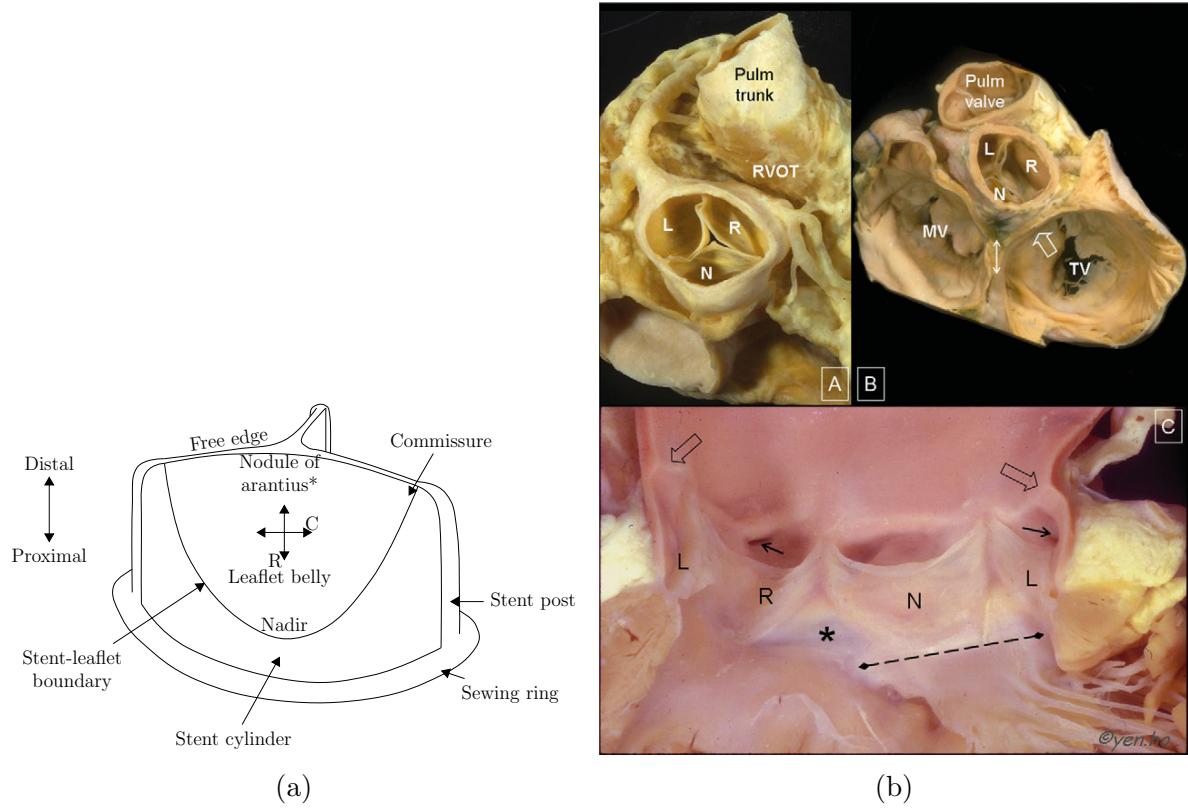 Free edge
Commissure
Distal
Nodule of
arantius*
C
Proximal
R
Leaflet belly
Stent post
Nadir
Stent-leaflet
boundary
Sewing ring
Stent cylinder
(a)
Pulm
trunk
RVOT
L
R
N
A
Pulm
valve
L
R
N
MV
TV
B
C
L
R
N
L
*
©yen.ho
(b)